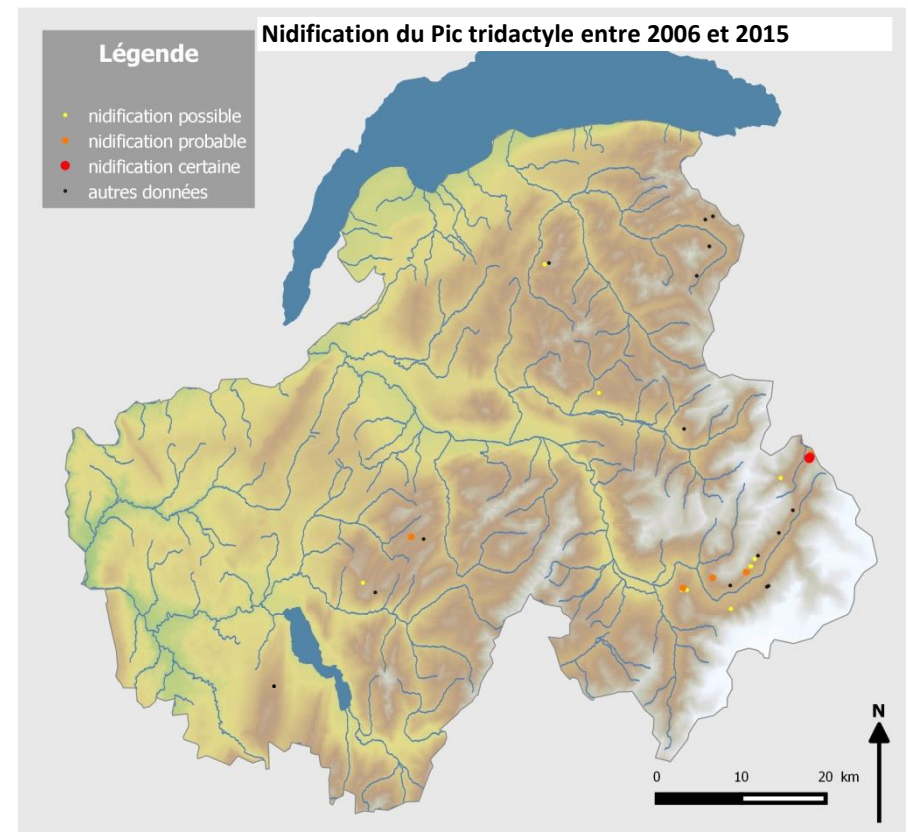 Nidification du Pic tridactyle entre 2006 et 2015
Légende
nidification possible
nidification probable
nidification certaine
autres données
N
0 10 20 km